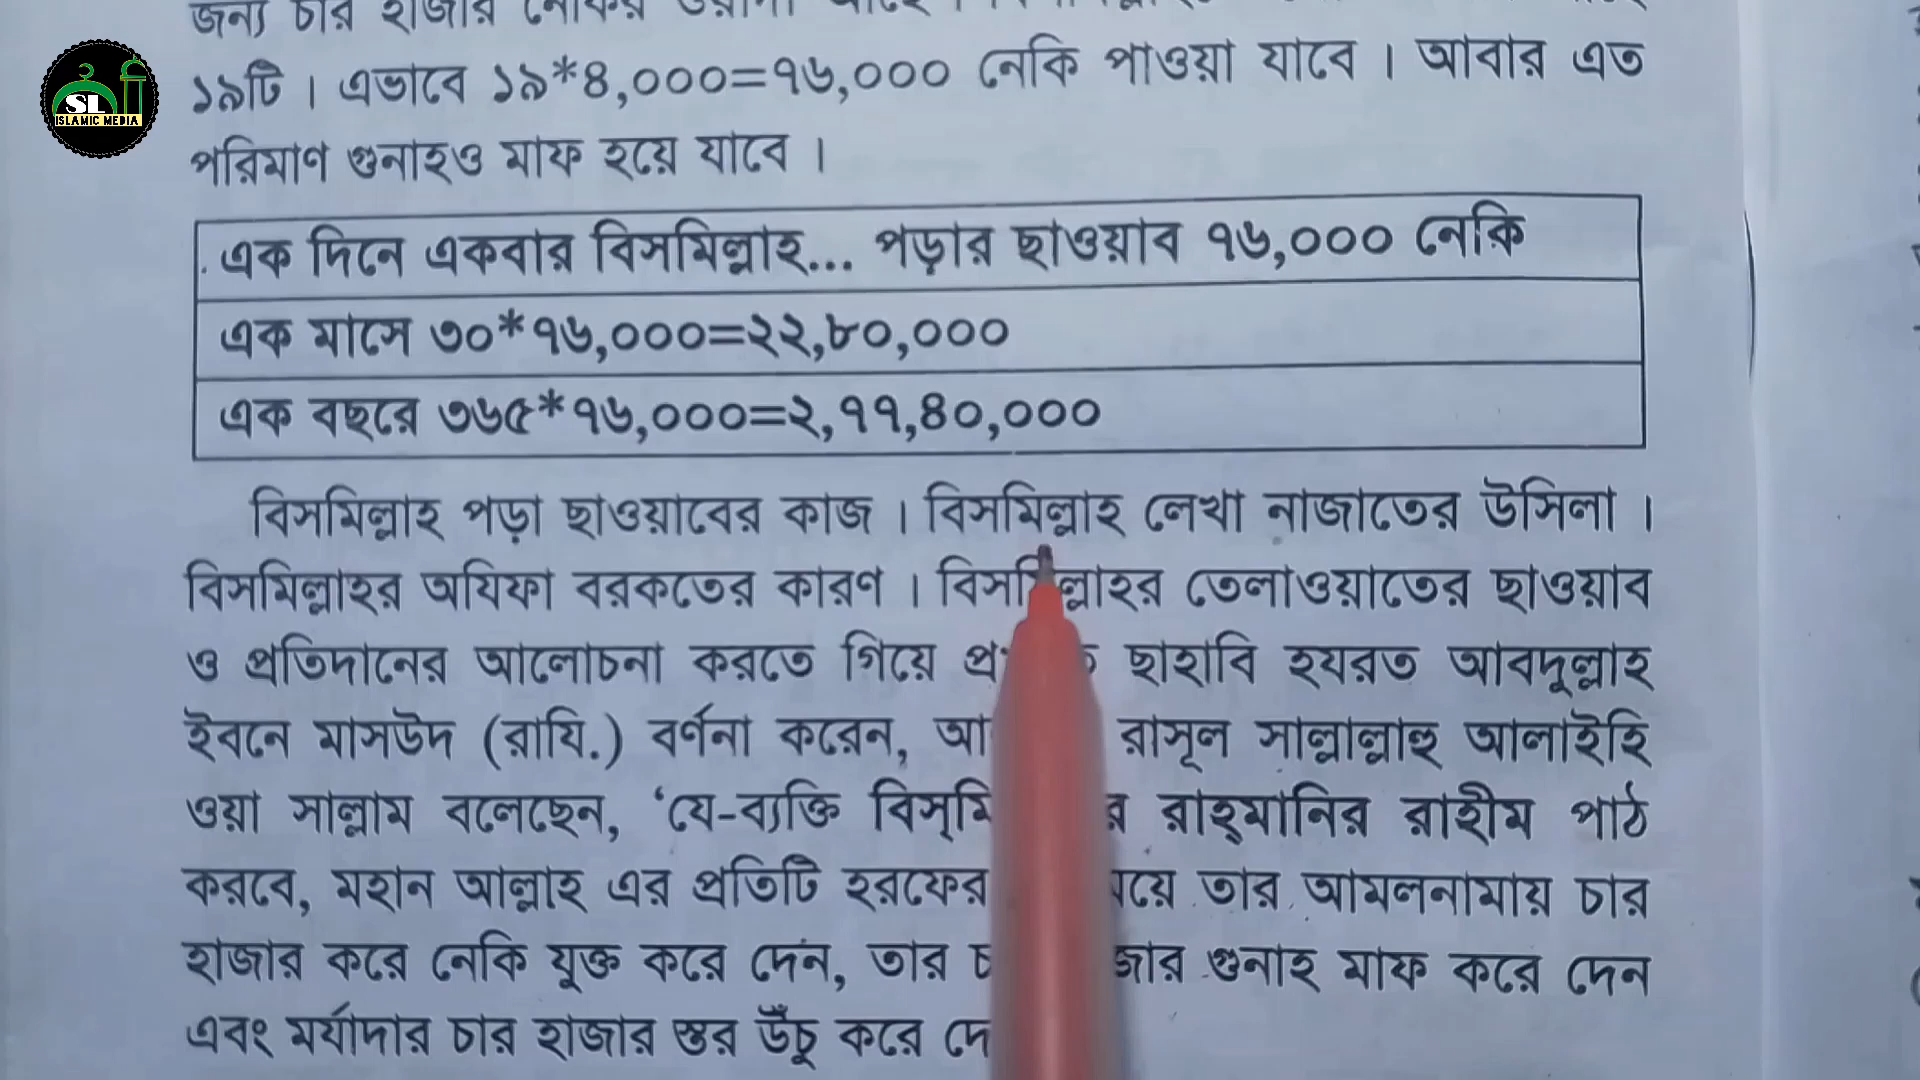 জন্য চার হাজার নেকির
১৯টি । এভাবে ১৯*৪,০০০=৭৬,০০০ নেকি পাওয়া যাবে । আবার এত
পরিমাণ গুনাহও মাফ হয়ে যাবে ।
এক দিনে একবার বিসমিল্লাহ... পড়ার ছাওয়াব ৭৬,০০০ নেকি
এক মাসে ৩০*৭৬,০০০=২২,৮০,০০০
এক বছরে ৩৬৫*৭৬,০০০=২,৭৭,৪০,০০০
বিসমিল্লাহ পড়া ছাওয়াবের কাজ । বিসমিল্লাহ লেখা নাজাতের উসিলা ।
বিসমিল্লাহর অযিফা বরকতের কারণ । বিসমিল্লাহর তেলাওয়াতের ছাওয়াব
ও প্রতিদানের আলোচনা করতে গিয়ে ছাহাবি হযরত আবদুল্লাহ
ইবনে মাসউদ (রাযি.) বর্ণনা করেন, রাসূল সাল্লাল্লাহু আলাইহি
ওয়া সাল্লাম বলেছেন, ‘যে-ব্যক্তি রাহ্‌মানির রাহীম পাঠ
করবে, মহান আল্লাহ এর প্রতিটি হরফের তার আমলনামায় চার
হাজার করে নেকি যুক্ত করে দেন, তার গুনাহ মাফ করে দেন
এবং মর্যাদার চার হাজার স্তর উঁচু করে
SL
ISLAMIC MEDIA